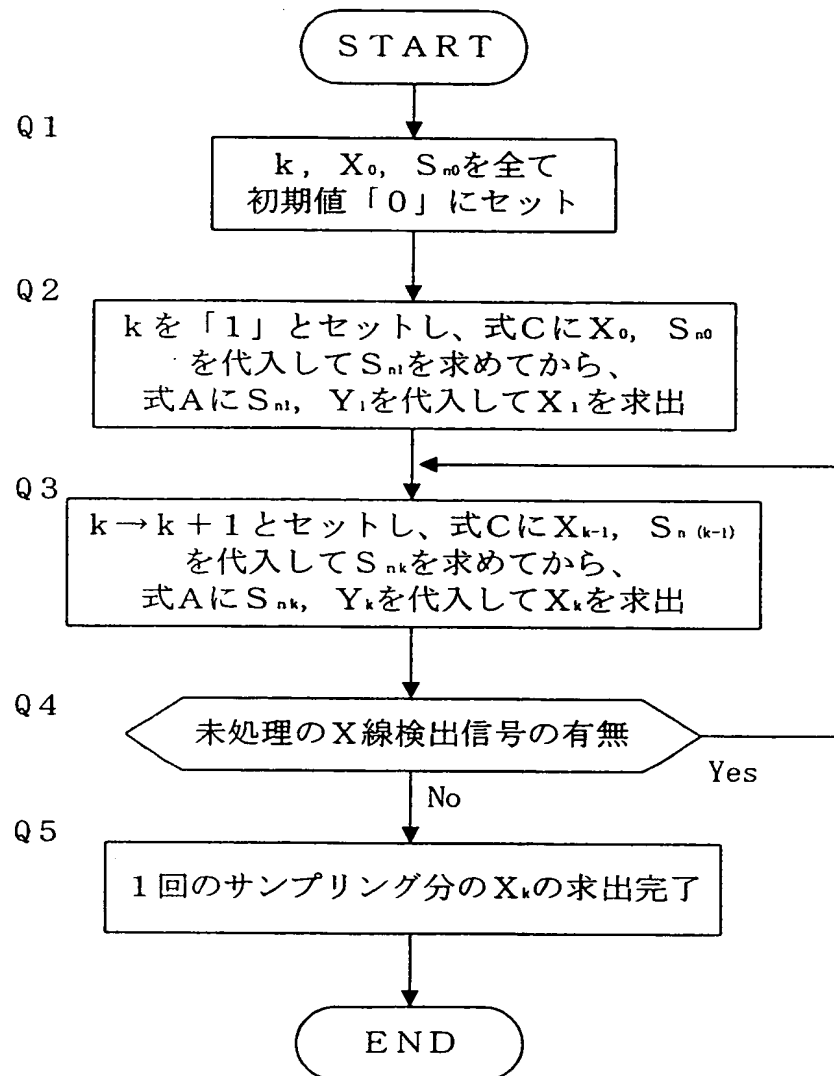 START
Q1
k, X₀, Sₙ₀を全て
初期値「0」にセット
Q2
kを「1」とセットし、式CにX₀, Sₙ₀
を代入してSₙ₁を求めてから、
式AにSₙ₁, Y₁を代入してX₁を求出
Q3
k→k+1とセットし、式CにXₖ₋₁, Sₙ₍ₖ₋₁₎
を代入してSₙₖを求めてから、
式AにSₙₖ, Yₖを代入してXₖを求出
Q4
未処理のX線検出信号の有無
Yes
No
Q5
1回のサンプリング分のXₖの求出完了
END